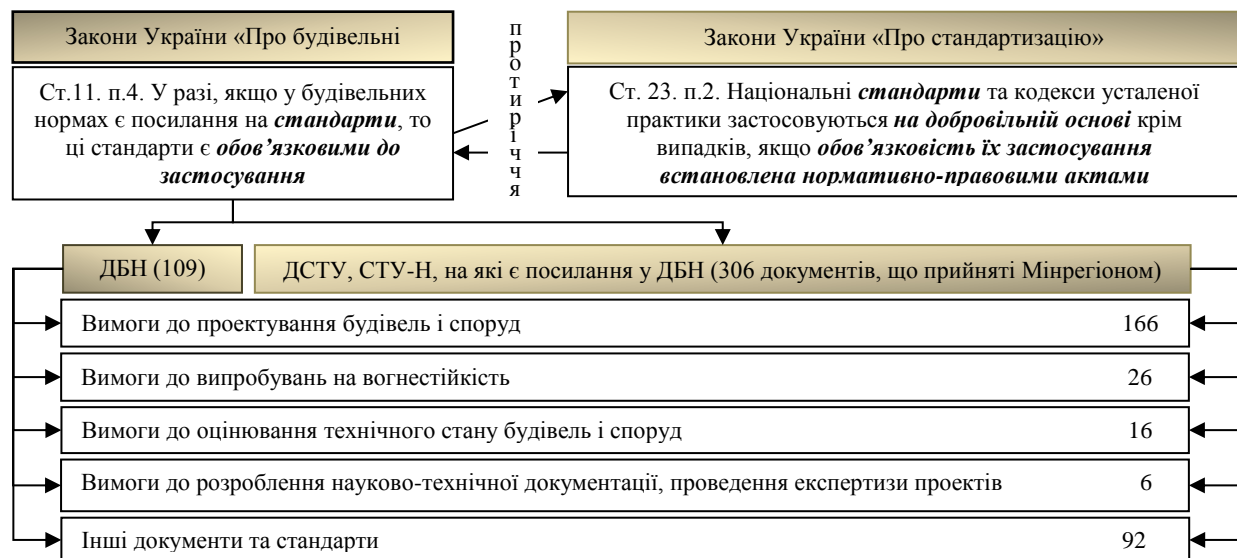 Закони України «Про будівельні
протиріччя
Закони України «Про стандартизацію»
Ст.11. п.4. У разі, якщо у будівельних
нормах є посилання на стандарти, то
ці стандарти є обов’язковими до
застосування
Ст. 23. п.2. Національні стандарти та кодекси усталеної
практики застосовуються на добровільній основі крім
випадків, якщо обов’язковість їх застосування
встановлена нормативно-правовими актами
ДБН (109)
ДСТУ, СТУ-Н, на які є посилання у ДБН (306 документів, що прийняті Мінрегіоном)
Вимоги до проектування будівель і споруд 166
Вимоги до випробувань на вогнестійкість 26
Вимоги до оцінювання технічного стану будівель і споруд 16
Вимоги до розроблення науково-технічної документації, проведення експертизи проектів 6
Інші документи та стандарти 92